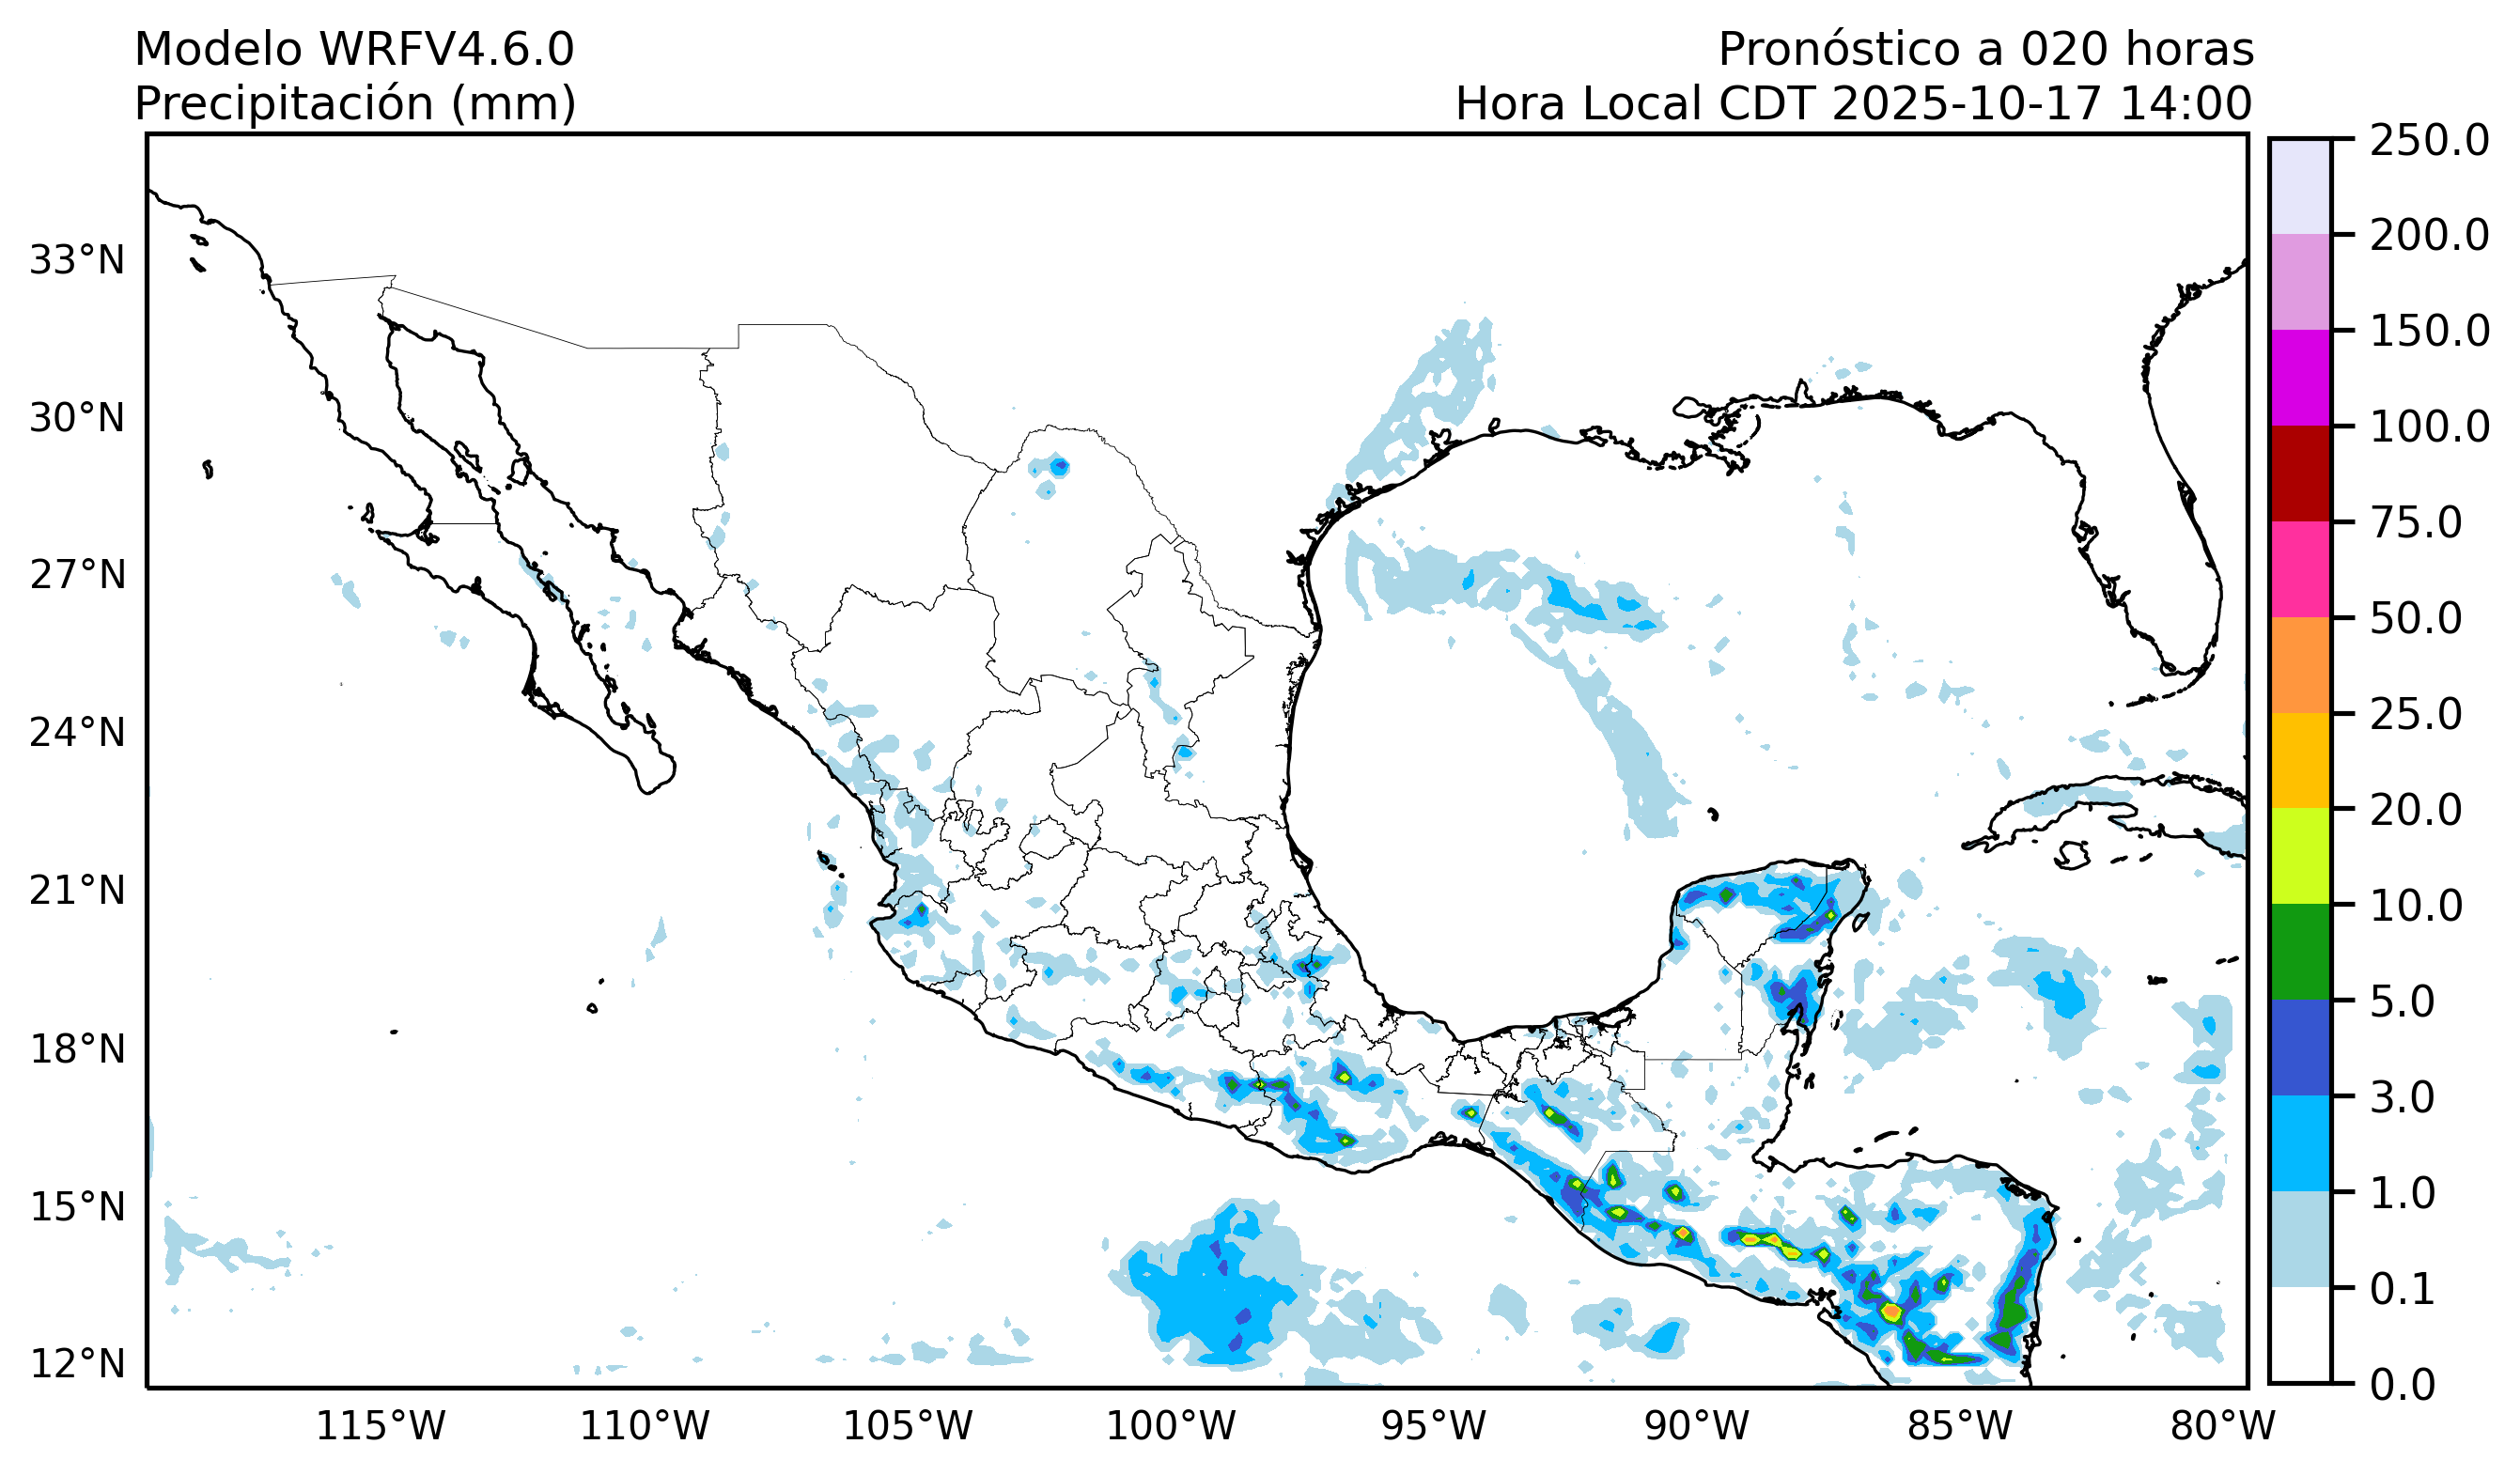 Modelo WRFV4.6.0
Precipitación (mm)
Pronóstico a 020 horas
Hora Local CDT 2025-10-17 14:00
33°N
30°N
27°N
24°N
21°N
18°N
15°N
12°N
115°W
110°W
105°W
100°W
95°W
90°W
85°W
80°W
250.0
200.0
150.0
100.0
75.0
50.0
25.0
20.0
10.0
5.0
3.0
1.0
0.1
0.0